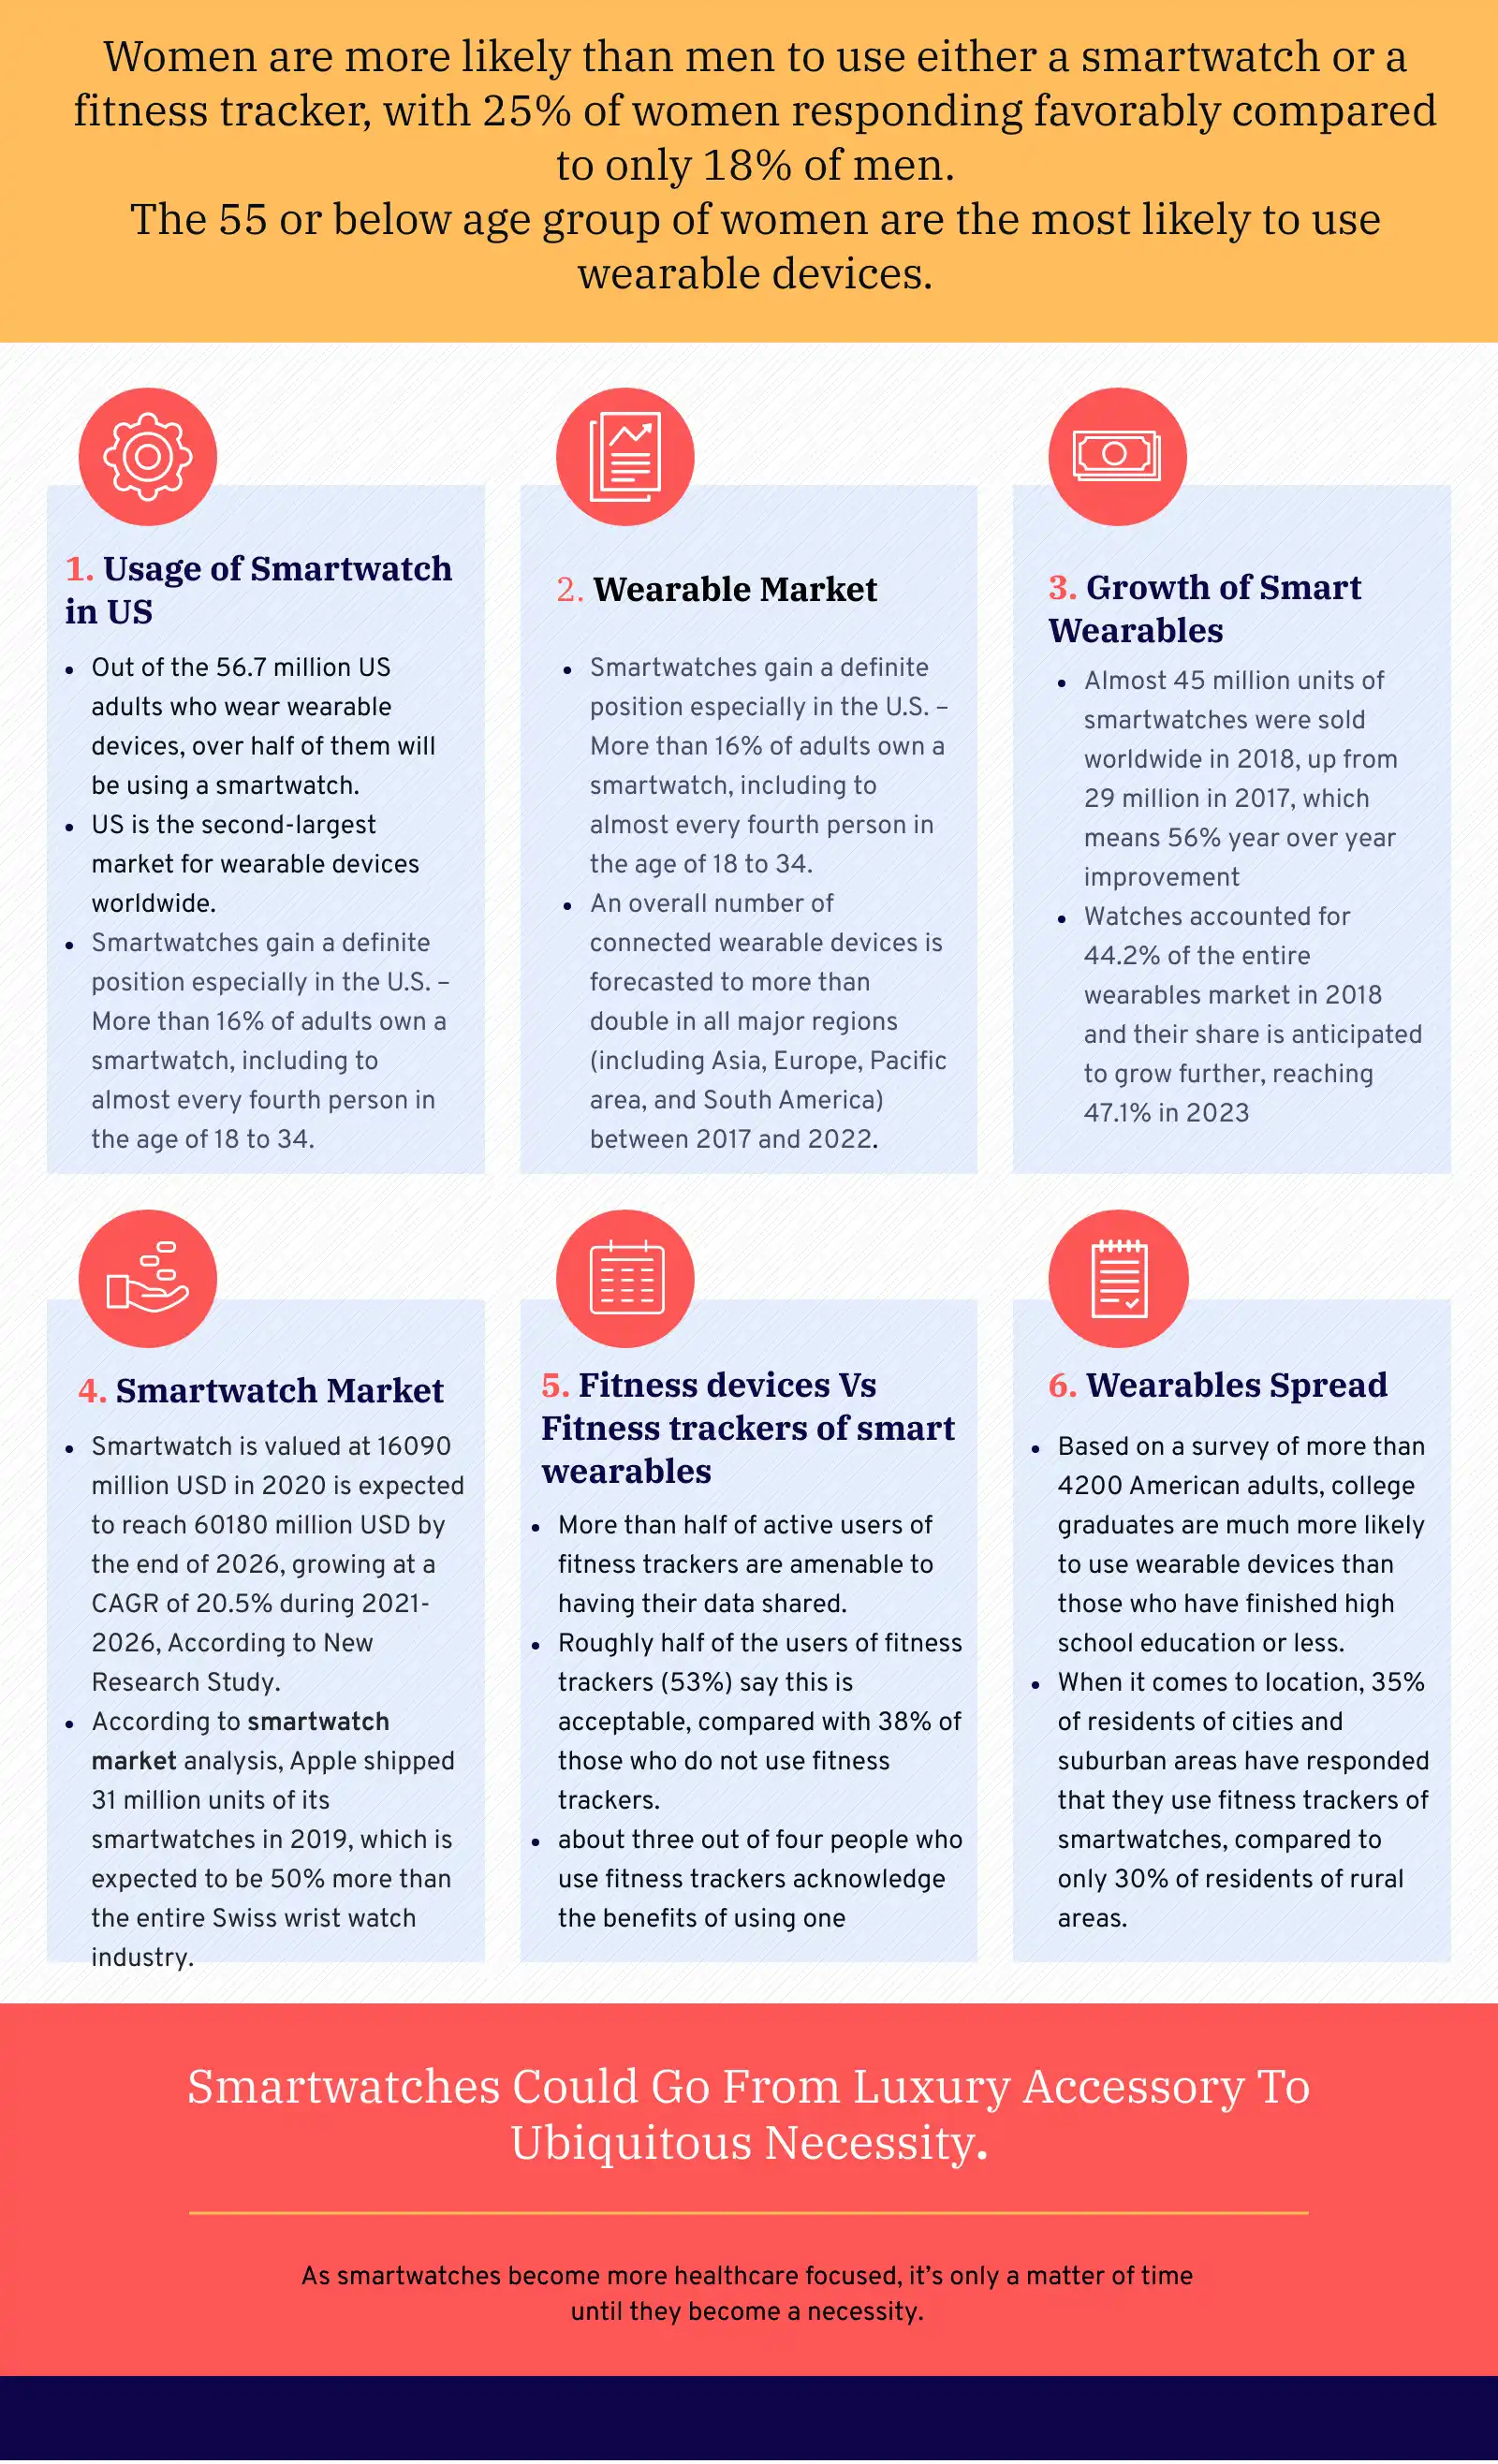 Women are more likely than men to use either a smartwatch or a
fitness tracker, with 25% of women responding favorably compared
to only 18% of men.
The 55 or below age group of women are the most likely to use
wearable devices.
1. Usage of Smartwatch
in US
• Out of the 56.7 million US
adults who wear wearable
devices, over half of them will
be using a smartwatch.
• US is the second-largest
market for wearable devices
worldwide.
• Smartwatches gain a definite
position especially in the U.S. –
More than 16% of adults own a
smartwatch, including to
almost every fourth person in
the age of 18 to 34.
2. Wearable Market
• Smartwatches gain a definite
position especially in the U.S. –
More than 16% of adults own a
smartwatch, including to
almost every fourth person in
the age of 18 to 34.
• An overall number of
connected wearable devices is
forecasted to more than
double in all major regions
(including Asia, Europe, Pacific
area, and South America)
between 2017 and 2022.
3. Growth of Smart
Wearables
• Almost 45 million units of
smartwatches were sold
worldwide in 2018, up from
29 million in 2017, which
means 56% year over year
improvement
• Watches accounted for
44.2% of the entire
wearables market in 2018
and their share is anticipated
to grow further, reaching
47.1% in 2023
4. Smartwatch Market
• Smartwatch is valued at 16090
million USD in 2020 is expected
to reach 60180 million USD by
the end of 2026, growing at a
CAGR of 20.5% during 2021-
2026, According to New
Research Study.
• According to smartwatch
market analysis, Apple shipped
31 million units of its
smartwatches in 2019, which is
expected to be 50% more than
the entire Swiss wrist watch
industry.
5. Fitness devices Vs
Fitness trackers of smart
wearables
• More than half of active users of
fitness trackers are amenable to
having their data shared.
• Roughly half of the users of fitness
trackers (53%) say this is
acceptable, compared with 38% of
those who do not use fitness
trackers.
• about three out of four people who
use fitness trackers acknowledge
the benefits of using one
6. Wearables Spread
• Based on a survey of more than
4200 American adults, college
graduates are much more likely
to use wearable devices than
those who have finished high
school education or less.
• When it comes to location, 35%
of residents of cities and
suburban areas have responded
that they use fitness trackers of
smartwatches, compared to
only 30% of residents of rural
areas.
Smartwatches Could Go From Luxury Accessory To
Ubiquitous Necessity.
As smartwatches become more healthcare focused, it's only a matter of time
until they become a necessity.